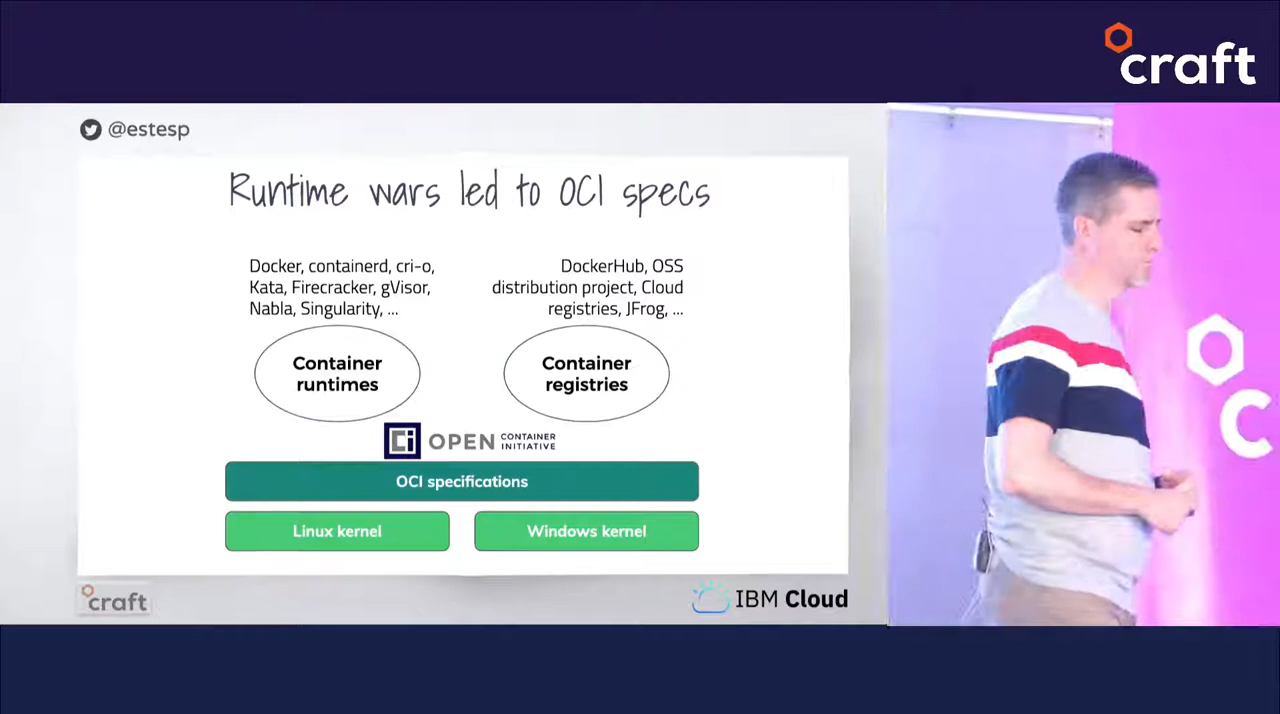 craft
@estesp
Runtime wars led to OCI specs
Docker, containerd, cri-o,
Kata, Firecracker, gVisor,
Nabla, Singularity, ...
DockerHub, OSS
distribution project, Cloud
registries, JFrog, ...
Container
runtimes
Container
registries
Ci OPEN CONTAINER
INITIATIVE
OCI specifications
Linux kernel
Windows kernel
craft
IBM Cloud
c